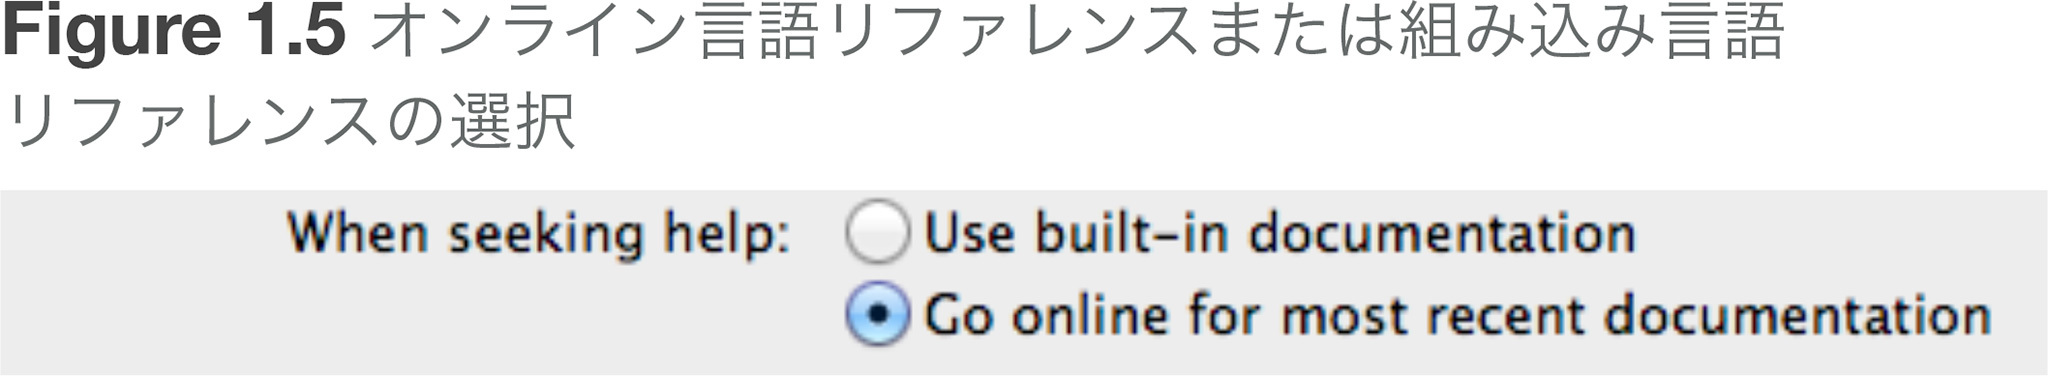 Figure 1.5 オンライン言語リファレンスまたは組み込み言語
リファレンスの選択
When seeking help: Use built-in documentation
Go online for most recent documentation